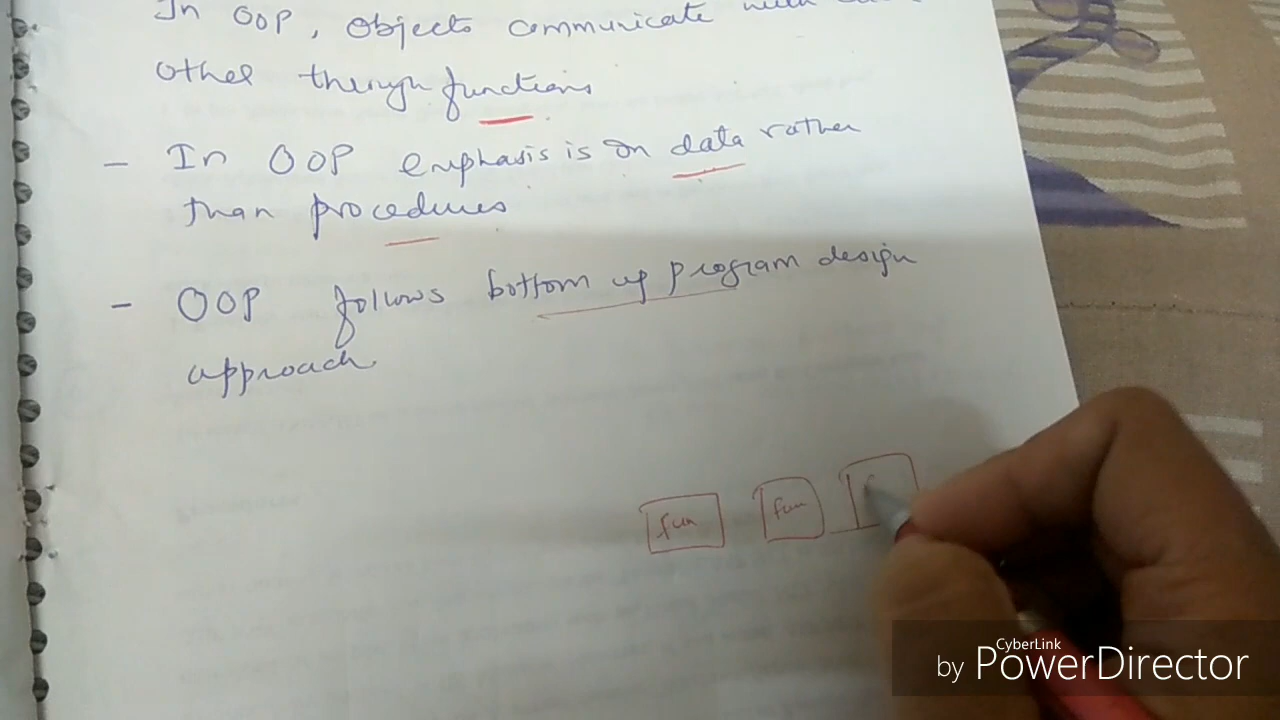 In OOP, Objects communicate with
other through functions
- In OOP emphasis is on data rather
than procedures
- OOP follows bottom up program design
approach.
fun fun
CyberLink
by PowerDirector